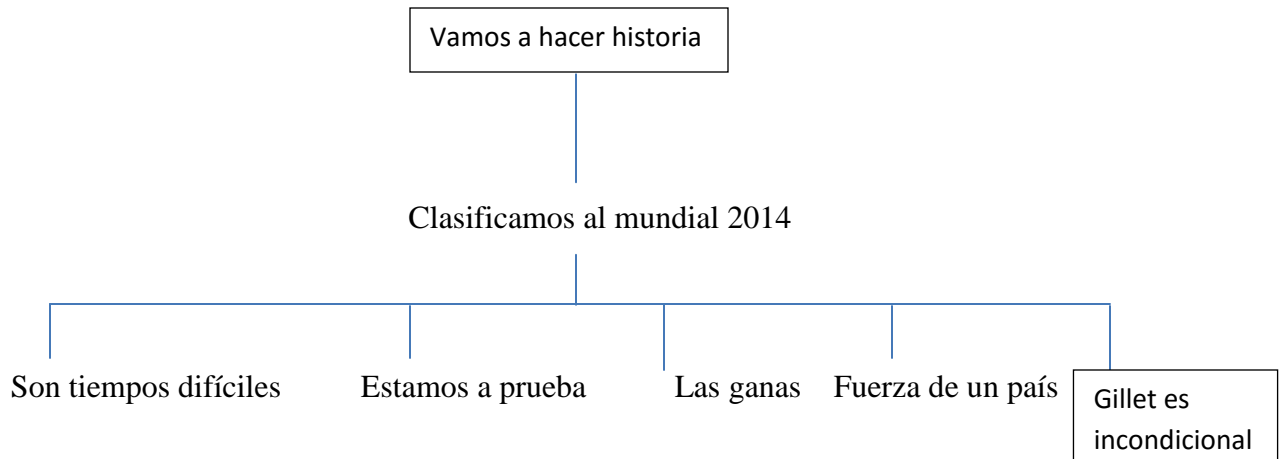 Vamos a hacer historia
Clasificamos al mundial 2014
Son tiempos difíciles
Estamos a prueba
Las ganas
Fuerza de un país
Gillet es
incondicional